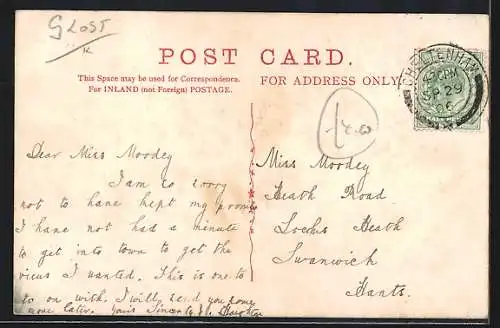 GLOST
POST CARD.
This Space may be used for Correspondence.
For INLAND (not Foreign) POSTAGE.
FOR ADDRESS ONLY
CHELTENHAM
SP 29
06
Dear Miss Moodey
I am so sorry
not to have kept my promise
I have not had a minute
to get into town to get the
views I wanted. This is one to
go on with. I will send you some
more later. Yours Sincerely
Miss Moodey
Heath Road
Locks Heath
Swanwich
Hants.